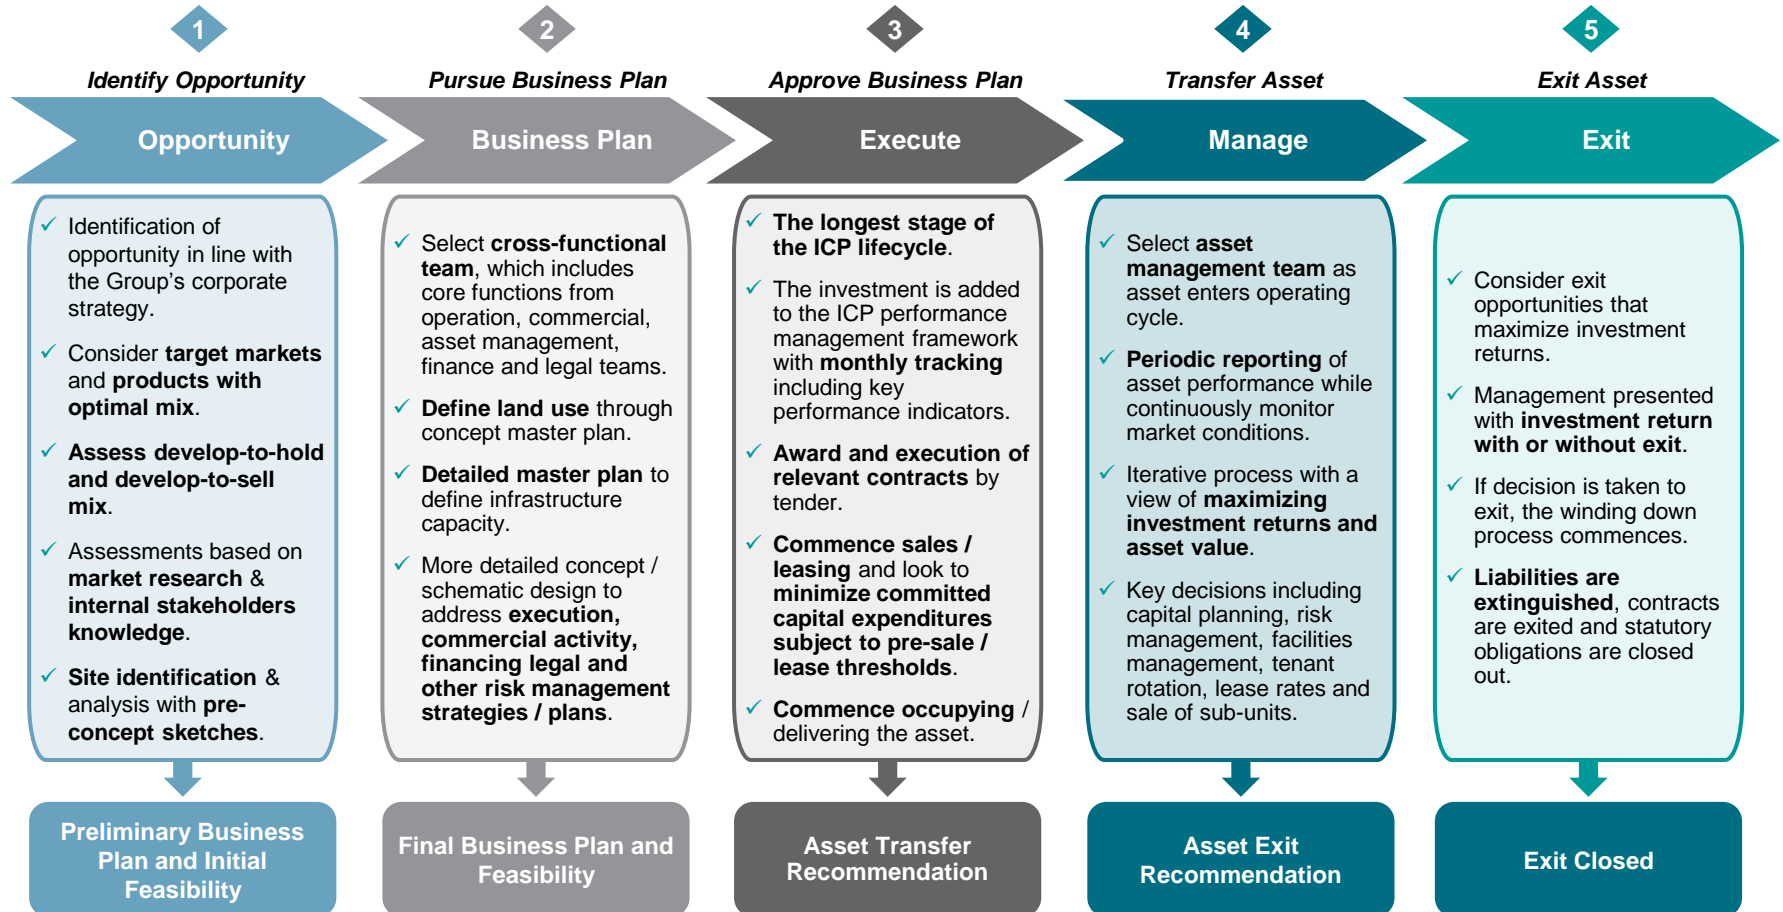 1
Identify Opportunity
Opportunity
✓ Identification of
opportunity in line with
the Group's corporate
strategy.
✓ Consider target markets
and products with
optimal mix.
✓ Assess develop-to-hold
and develop-to-sell
mix.
✓ Assessments based on
market research &
internal stakeholders
knowledge.
✓ Site identification &
analysis with pre-
concept sketches.
Preliminary Business
Plan and Initial
Feasibility
2
Pursue Business Plan
Business Plan
✓ Select cross-functional
team, which includes
core functions from
operation, commercial,
asset management,
finance and legal teams.
✓ Define land use through
concept master plan.
✓ Detailed master plan to
define infrastructure
capacity.
✓ More detailed concept /
schematic design to
address execution,
commercial activity,
financing legal and
other risk management
strategies / plans.
Final Business Plan and
Feasibility
3
Approve Business Plan
Execute
✓ The longest stage of
the ICP lifecycle.
✓ The investment is added
to the ICP performance
management framework
with monthly tracking
including key
performance indicators.
✓ Award and execution of
relevant contracts by
tender.
✓ Commence sales /
leasing and look to
minimize committed
capital expenditures
subject to pre-sale /
lease thresholds.
✓ Commence occupying /
delivering the asset.
Asset Transfer
Recommendation
4
Transfer Asset
Manage
✓ Select asset
management team as
asset enters operating
cycle.
✓ Periodic reporting of
asset performance while
continuously monitor
market conditions.
✓ Iterative process with a
view of maximizing
investment returns and
asset value.
✓ Key decisions including
capital planning, risk
management, facilities
management, tenant
rotation, lease rates and
sale of sub-units.
Asset Exit
Recommendation
5
Exit Asset
Exit
✓ Consider exit
opportunities that
maximize investment
returns.
✓ Management presented
with investment return
with or without exit.
✓ If decision is taken to
exit, the winding down
process commences.
✓ Liabilities are
extinguished, contracts
are exited and statutory
obligations are closed
out.
Exit Closed